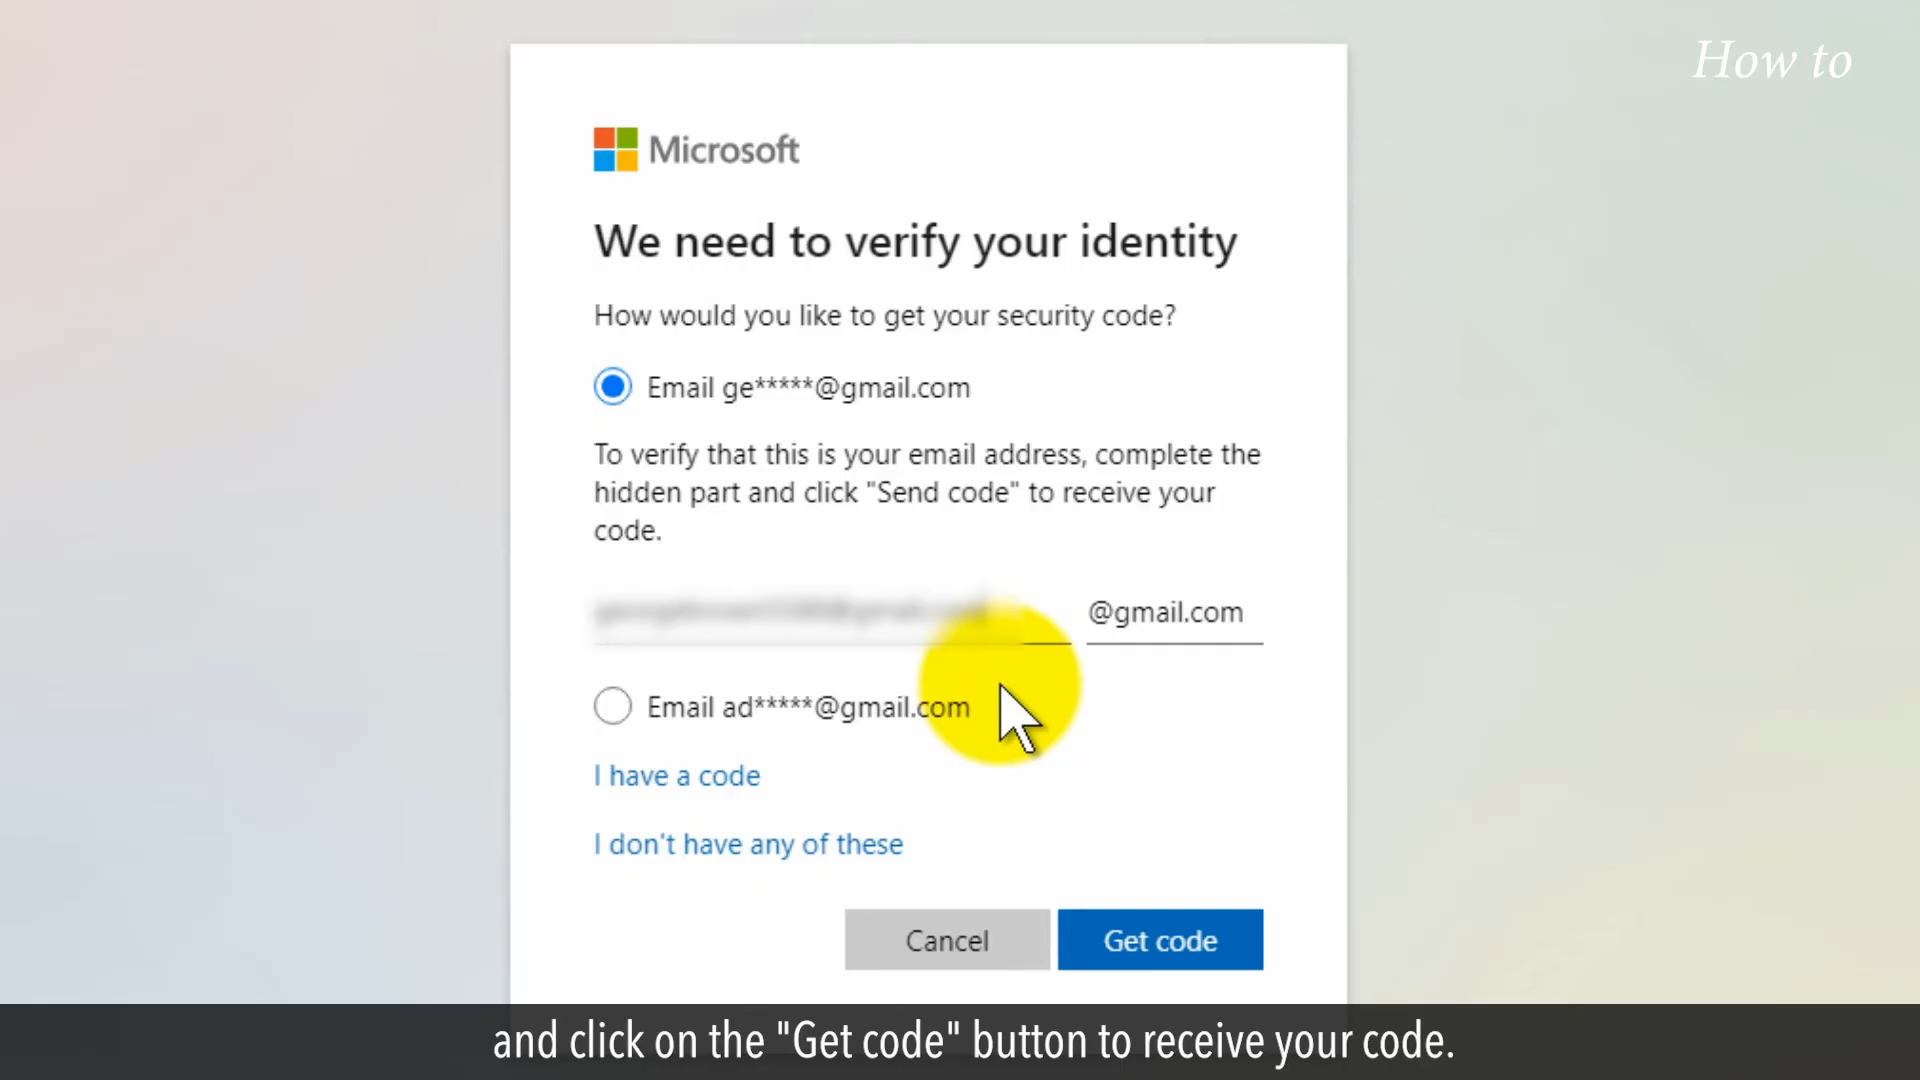 How to
Microsoft
We need to verify your identity
How would you like to get your security code?
Email ge*****@gmail.com
To verify that this is your email address, complete the
hidden part and click "Send code" to receive your
code.
@gmail.com
Email ad*****@gmail.com
I have a code
I don't have any of these
Cancel
Get code
and click on the "Get code" button to receive your code.